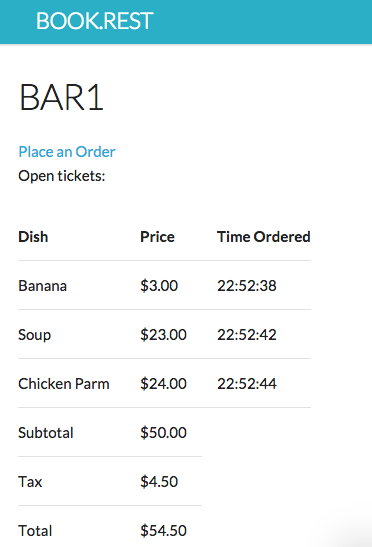 BOOK.REST
BAR1
Place an Order
Open tickets:
Dish Price Time Ordered
Banana $3.00 22:52:38
Soup $23.00 22:52:42
Chicken Parm $24.00 22:52:44
Subtotal $50.00
Tax $4.50
Total $54.50